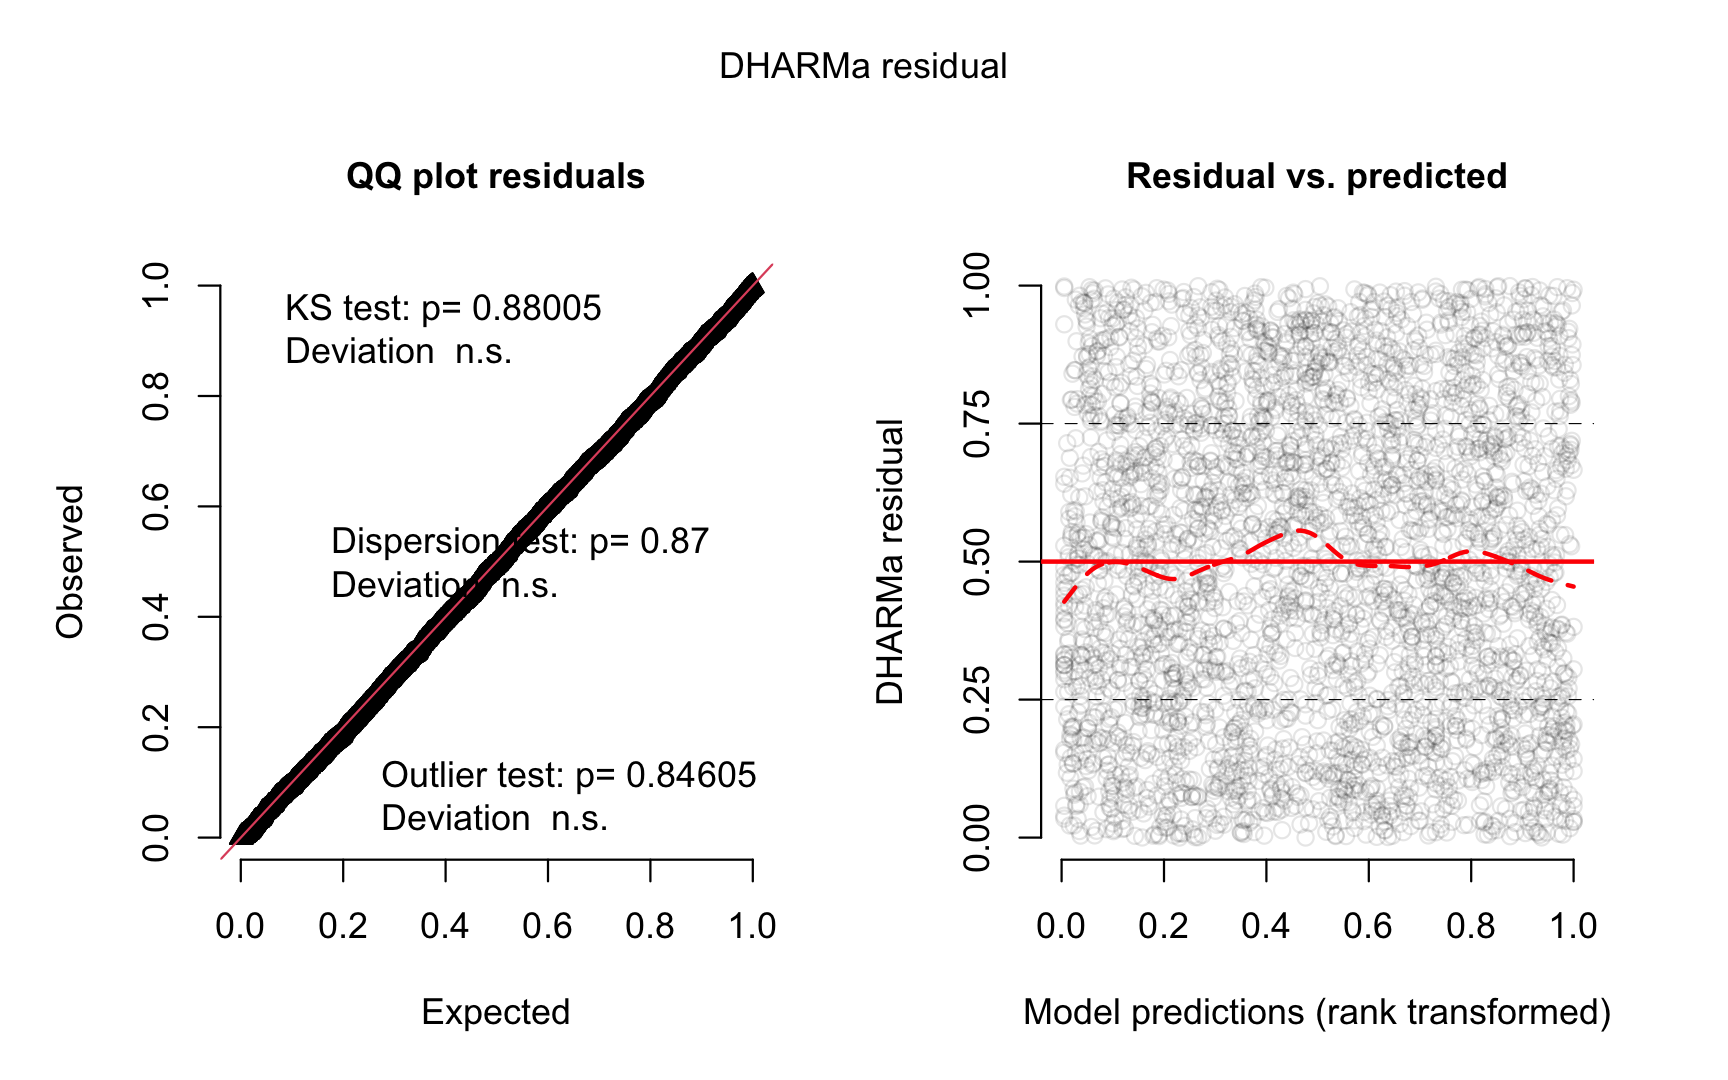 DHARMa residual
QQ plot residuals
KS test: p= 0.88005
Deviation  n.s.
Dispersion test: p= 0.87
Deviation  n.s.
Outlier test: p= 0.84605
Deviation  n.s.
Observed
1.0
0.8
0.6
0.4
0.2
0.0
0.0 0.2 0.4 0.6 0.8 1.0
Expected
Residual vs. predicted
DHARMa residual
1.00
0.75
0.50
0.25
0.00
0.0 0.2 0.4 0.6 0.8 1.0
Model predictions (rank transformed)